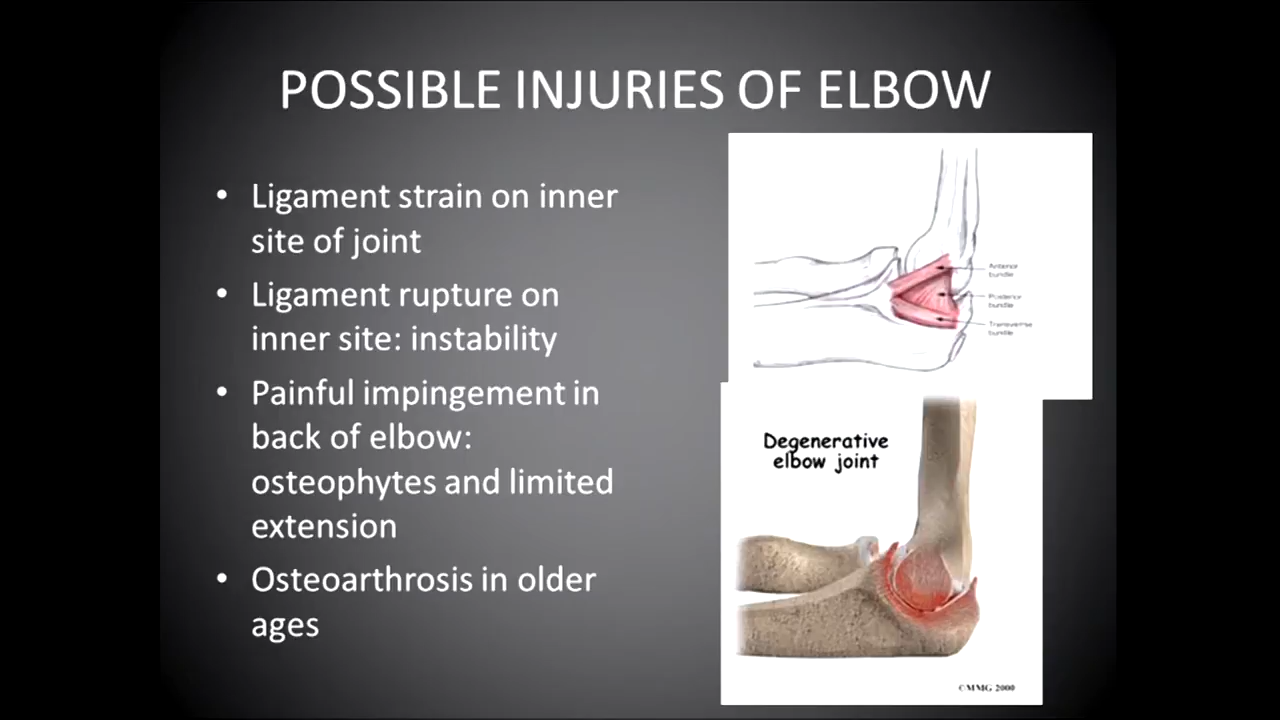 POSSIBLE INJURIES OF ELBOW
• Ligament strain on inner
site of joint
• Ligament rupture on
inner site: instability
• Painful impingement in
back of elbow:
osteophytes and limited
extension
• Osteoarthrosis in older
ages
Anterior
bundle
Posterior
bundle
Transverse
bundle
Degenerative
elbow joint
©MMG 2000